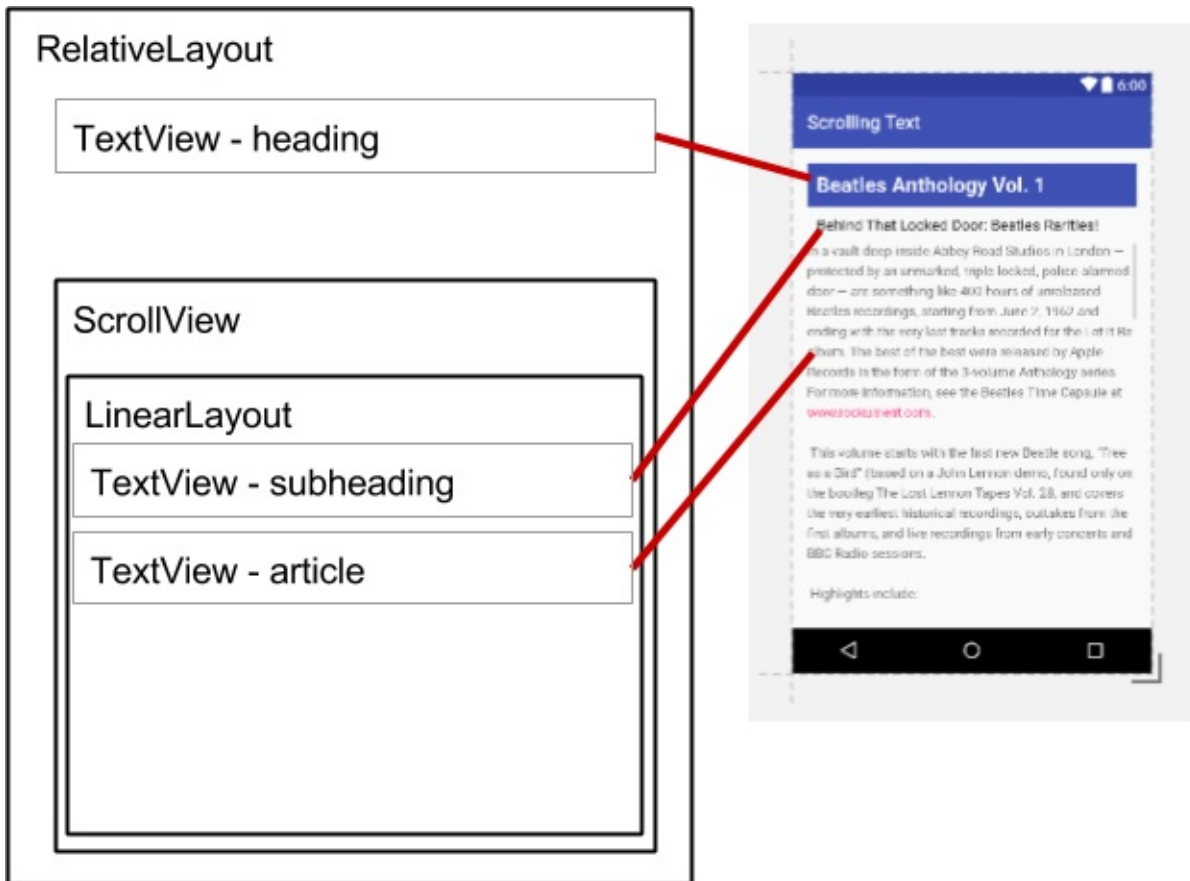 RelativeLayout
TextView - heading
ScrollView
LinearLayout
TextView - subheading
TextView - article
6:00
Scrolling Text
Beatles Anthology Vol. 1
Behind That Locked Door: Beatles Rarities!
In a vault deep inside Abbey Road Studios in London —
protected by an unmarked, triple locked, police alarmed
door — are something like 400 hours of unreleased
Beatles recordings, starting from June 2, 1962 and
ending with the very last tracks recorded for the Let It Be
album. The best of the best were released by Apple
Records in the form of the 3-volume Anthology series.
For more information, see the Beatles Time Capsule at
www.rockument.com.
This volume starts with the first new Beatle song, "Free
as a Bird" (based on a John Lennon demo, found only on
the bootleg The Lost Lennon Tapes Vol. 28, and covers
the very earliest historical recordings, outtakes from the
first albums, and live recordings from early concerts and
BBC Radio sessions.
Highlights include: